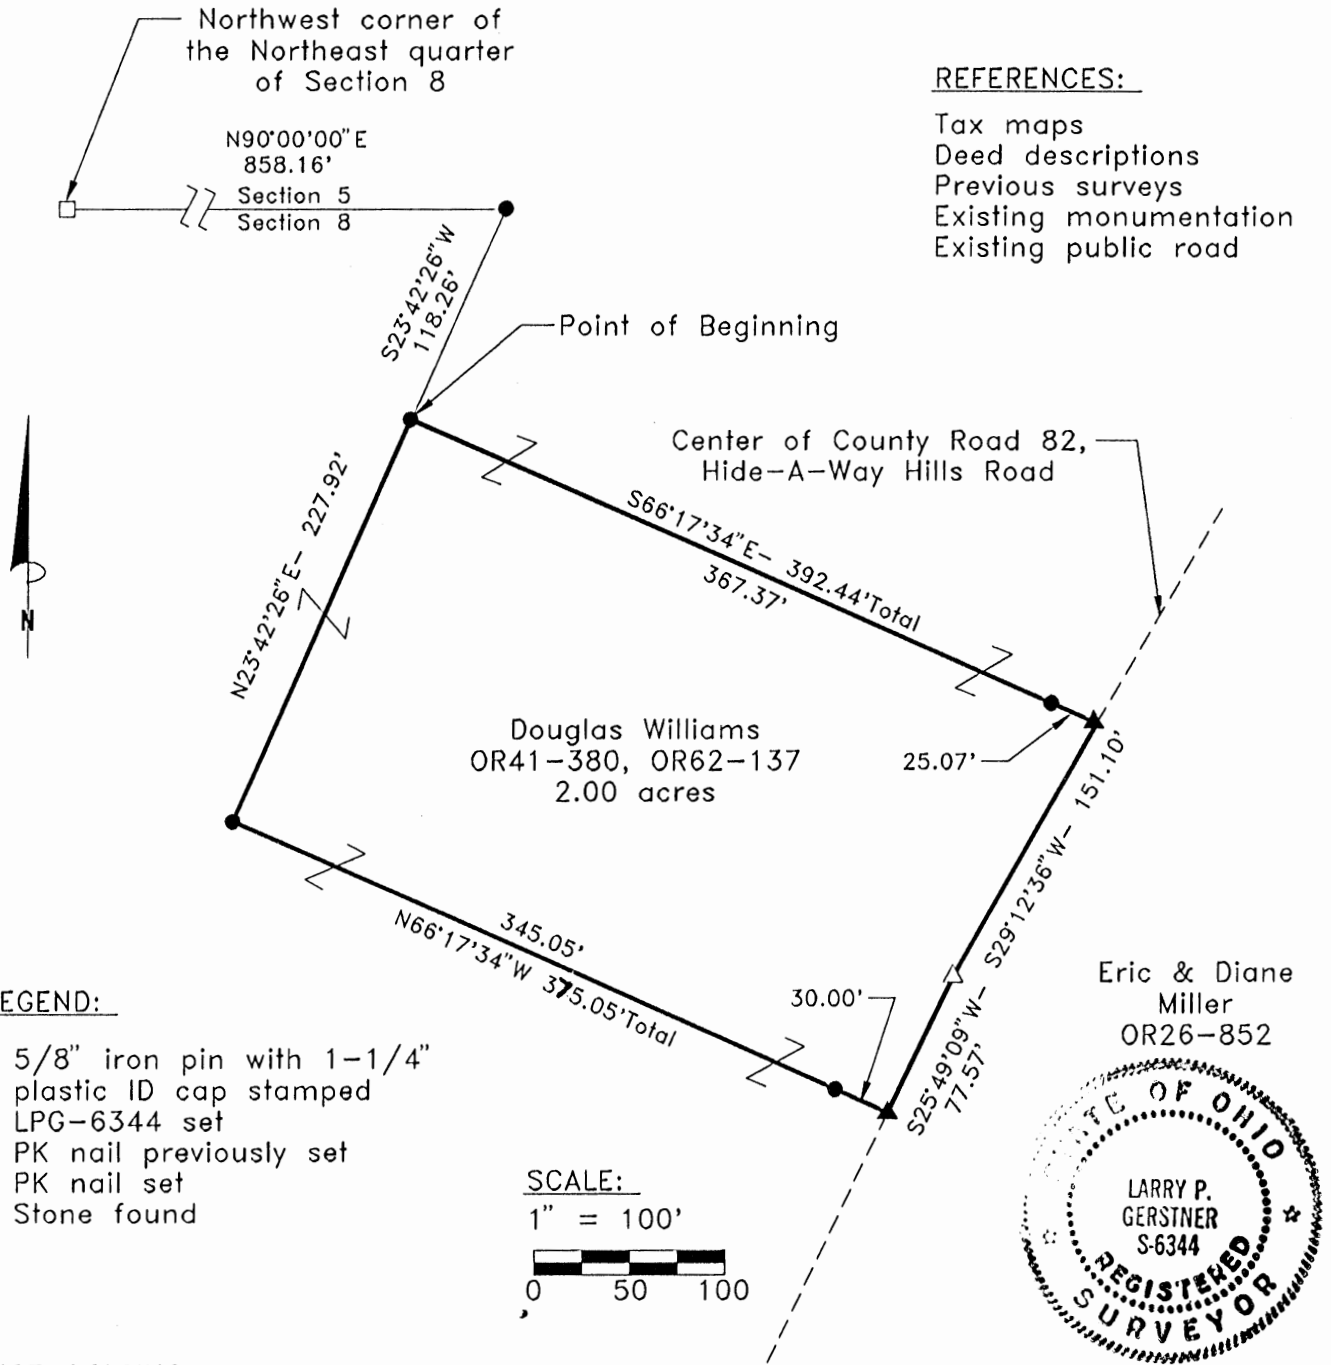 Northwest corner of
the Northeast quarter
of Section 8
N90°00'00"E
858.16'
Section 5
Section 8
REFERENCES:
Tax maps
Deed descriptions
Previous surveys
Existing monumentation
Existing public road
S23°42'26"W
118.26'
Point of Beginning
Center of County Road 82,
Hide-A-Way Hills Road
S66°17'34"E- 392.44'Total
367.37'
N23°42'26"E- 227.92'
N
Douglas Williams
OR41-380, OR62-137
2.00 acres
25.07'
S29°12'36"W- 151.10'
345.05'
N66°17'34"W 375.05'Total
30.00'
S25°49'09"W-
77.57'
Eric & Diane
Miller
OR26-852
EGEND:
5/8" iron pin with 1-1/4"
plastic ID cap stamped
LPG-6344 set
PK nail previously set
PK nail set
Stone found
SCALE:
1" = 100'
0 50 100
OF OHIO
LARRY P.
GERSTNER
S-6344
REGISTERED
SURVEYOR